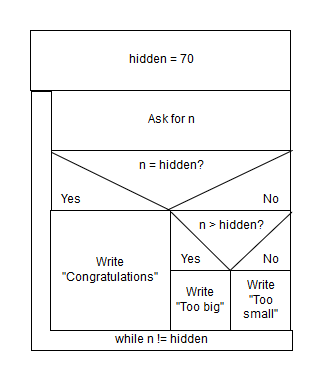 hidden = 70
Ask for n
n = hidden?
Yes
No
n > hidden?
Yes
No
Write
"Congratulations"
Write
"Too big"
Write
"Too
small"
while n != hidden